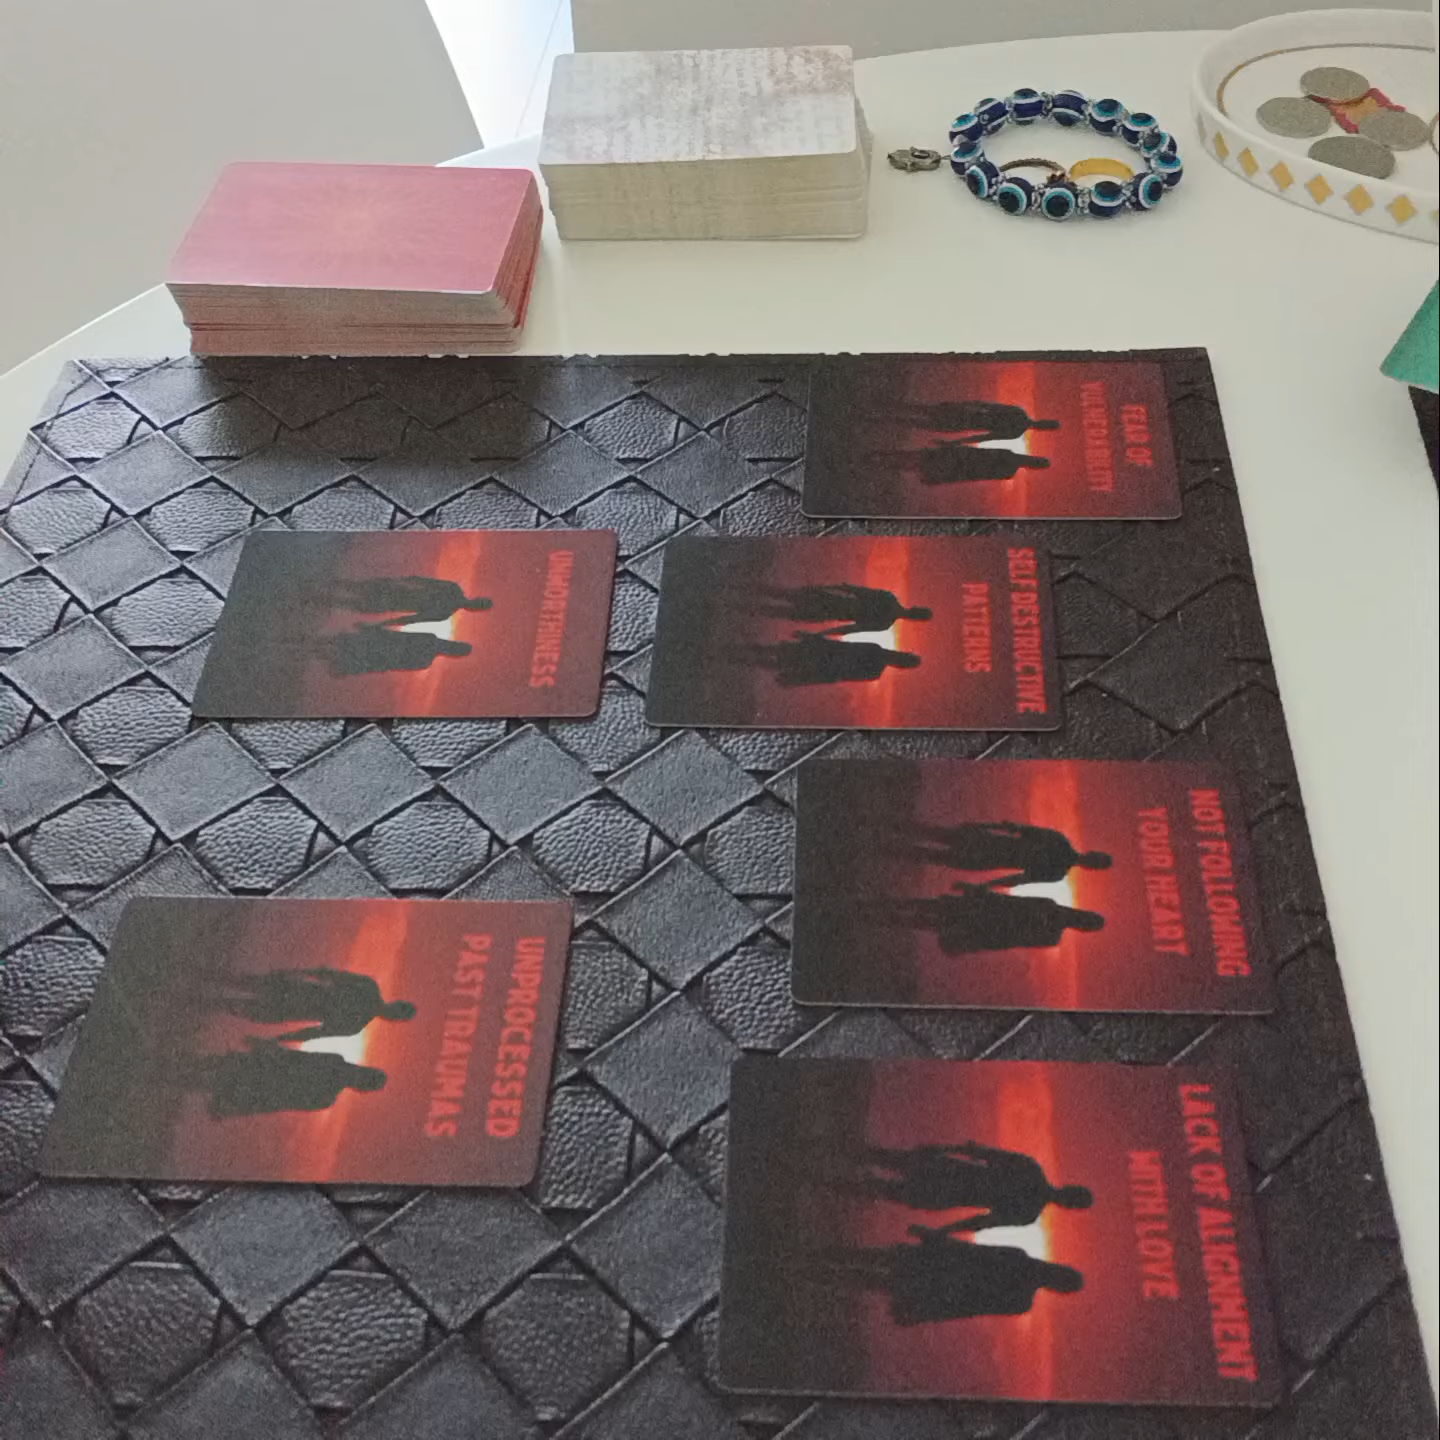 FEAR OF
VULNERABILITY
UNWORTHINESS
SELF DESTRUCTIVE
PATTERNS
NOT FOLLOWING
YOUR HEART
UNPROCESSED
PAST TRAUMAS
LACK OF ALIGNMENT
WITH LOVE